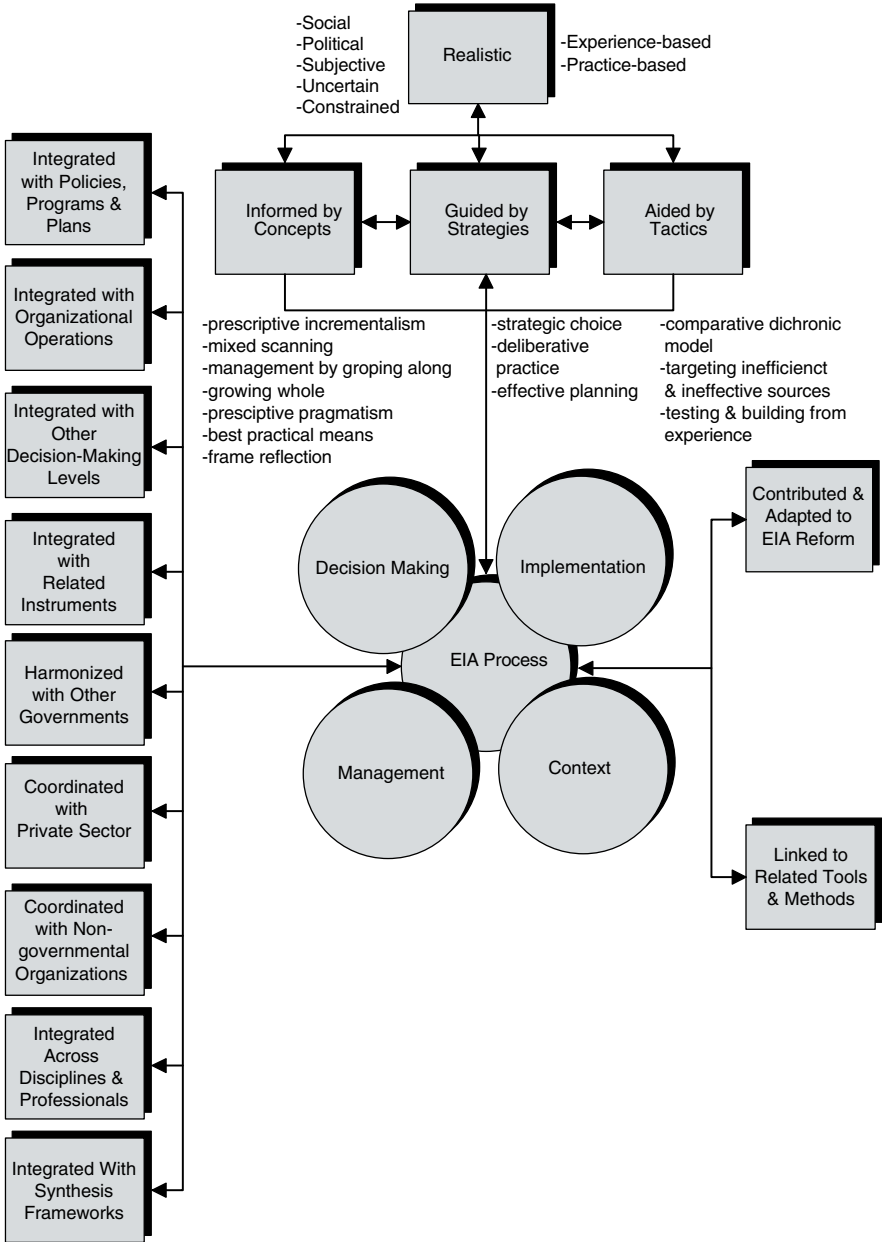 -Social
-Political
-Subjective
-Uncertain
-Constrained
Realistic
-Experience-based
-Practice-based
Informed by
Concepts
Guided by
Strategies
Aided by
Tactics
-prescriptive incrementalism
-mixed scanning
-management by groping along
-growing whole
-presciptive pragmatism
-best practical means
-frame reflection
-strategic choice
-deliberative
practice
-effective planning
-comparative dichronic
model
-targeting inefficienct
& ineffective sources
-testing & building from
experience
Integrated
with Policies,
Programs &
Plans
Integrated with
Organizational
Operations
Integrated with
Other
Decision-Making
Levels
Integrated
with
Related
Instruments
Harmonized
with Other
Governments
Coordinated
with
Private Sector
Coordinated
with Non-
governmental
Organizations
Integrated
Across
Disciplines &
Professionals
Integrated With
Synthesis
Frameworks
Decision Making
Implementation
EIA Process
Management
Context
Contributed &
Adapted to
EIA Reform
Linked to
Related Tools
& Methods